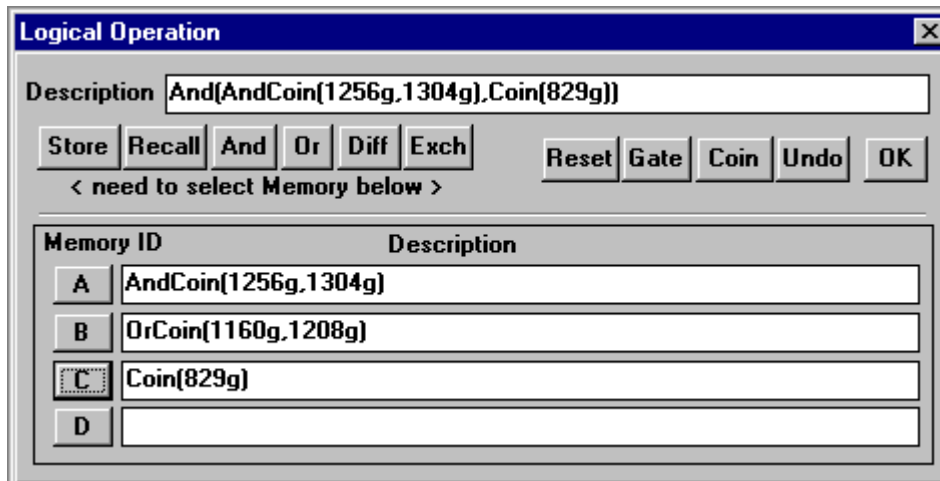 Logical Operation
Description And(AndCoin(1256g,1304g),Coin(829g))
Store Recall And Or Diff Exch Reset Gate Coin Undo OK
< need to select Memory below >
Memory ID Description
A AndCoin(1256g,1304g)
B OrCoin(1160g,1208g)
C Coin(829g)
D